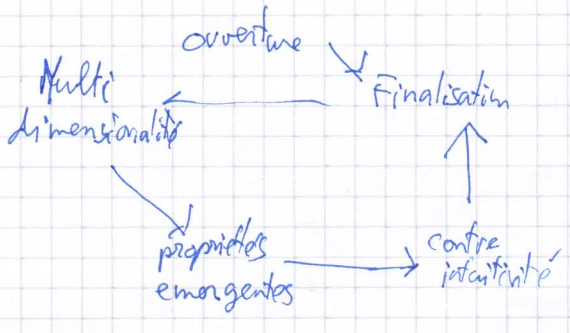 ouverture
Multi
dimensionalité
Finalisation
propriétés
emergentes
contre
intuitivité